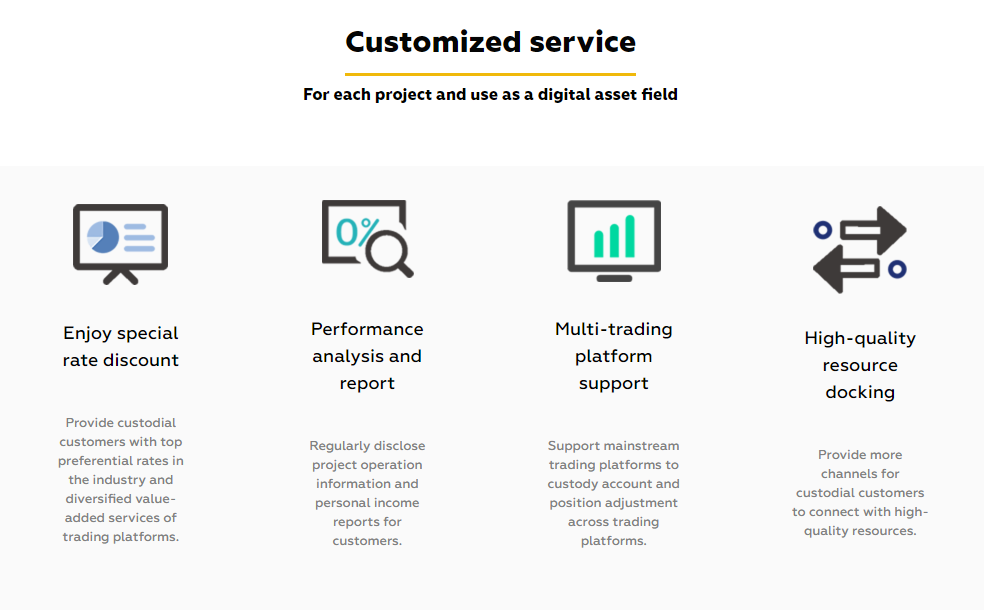 Customized service
For each project and use as a digital asset field
0%
Enjoy special
rate discount
Provide custodial
customers with top
preferential rates in
the industry and
diversified value-
added services of
trading platforms.
Performance
analysis and
report
Regularly disclose
project operation
information and
personal income
reports for
customers.
Multi-trading
platform
support
Support mainstream
trading platforms to
custody account and
position adjustment
across trading
platforms.
High-quality
resource
docking
Provide more
channels for
custodial customers
to connect with high-
quality resources.